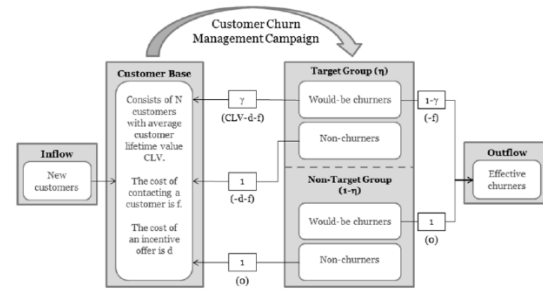 Customer Churn
Management Campaign
Customer Base
Consists of N
customers
with average
customer
lifetime value
CLV.
The cost of
contacting a
customer is f.
The cost of
an incentive
offer is d
Inflow
New
customers
γ
(CLV-d-f)
1
(-d-f)
1
(0)
Target Group (η)
Would-be churners
Non-churners
Non-Target Group
(1-η)
Would-be churners
Non-churners
1-γ
(-f)
1
(0)
Outflow
Effective
churners